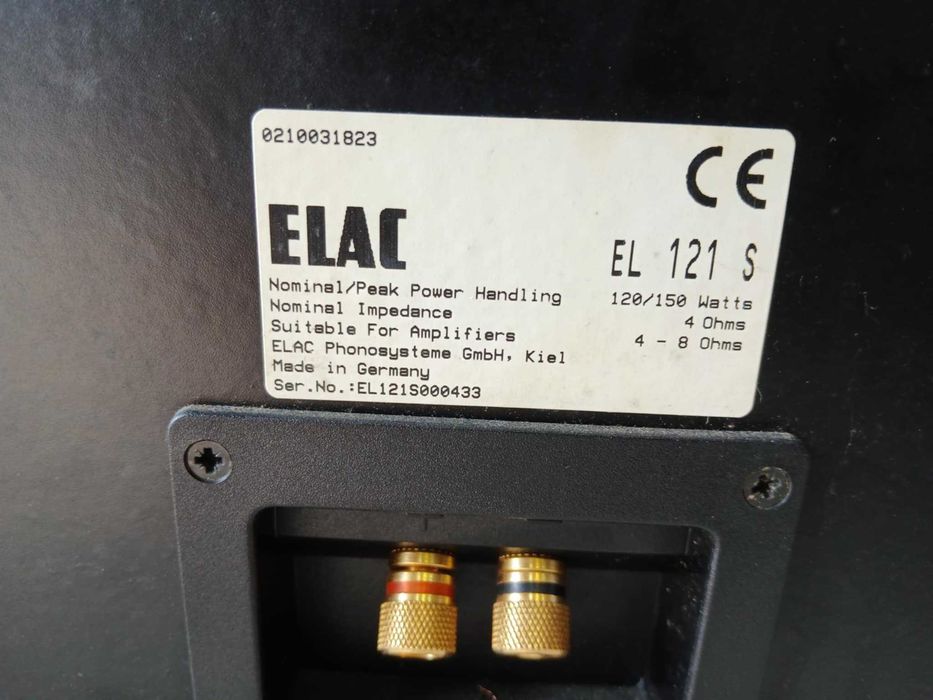 0210031823
CE
ELAC
EL 121 S
Nominal/Peak Power Handling 120/150 Watts
Nominal Impedance 4 Ohms
Suitable For Amplifiers 4 - 8 Ohms
ELAC Phonosysteme GmbH, Kiel
Made in Germany
Ser.No.:EL121S000433